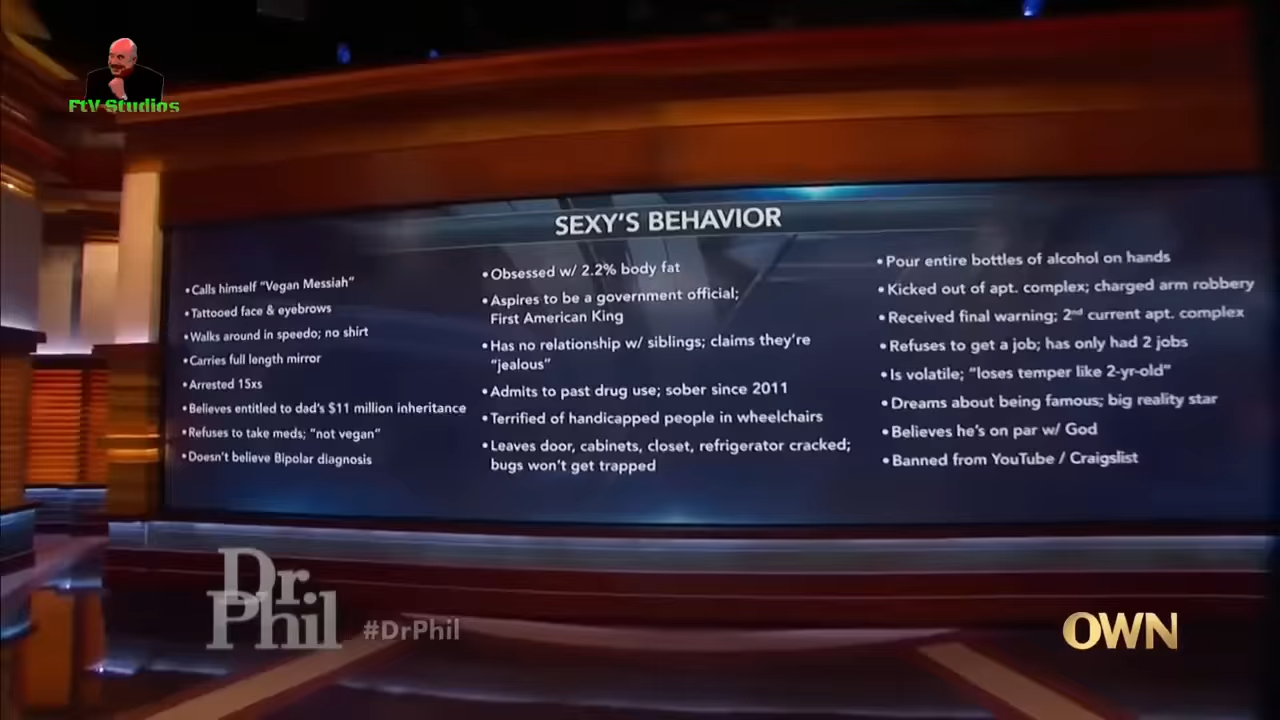 FtV Studios
SEXY'S BEHAVIOR
•Calls himself "Vegan Messiah"
•Tattooed face & eyebrows
•Walks around in speedo; no shirt
•Carries full length mirror
•Arrested 15xs
•Believes entitled to dad's $11 million inheritance
•Refuses to take meds; "not vegan"
•Doesn't believe Bipolar diagnosis
•Obsessed w/ 2.2% body fat
•Aspires to be a government official;
First American King
•Has no relationship w/ siblings; claims they're
"jealous"
•Admits to past drug use; sober since 2011
•Terrified of handicapped people in wheelchairs
•Leaves door, cabinets, closet, refrigerator cracked;
bugs won't get trapped
•Pour entire bottles of alcohol on hands
•Kicked out of apt. complex; charged arm robbery
•Received final warning; 2nd current apt. complex
•Refuses to get a job; has only had 2 jobs
•Is volatile; "loses temper like 2-yr-old"
•Dreams about being famous; big reality star
•Believes he's on par w/ God
•Banned from YouTube / Craigslist
Dr.
Phil
#DrPhil
OWN